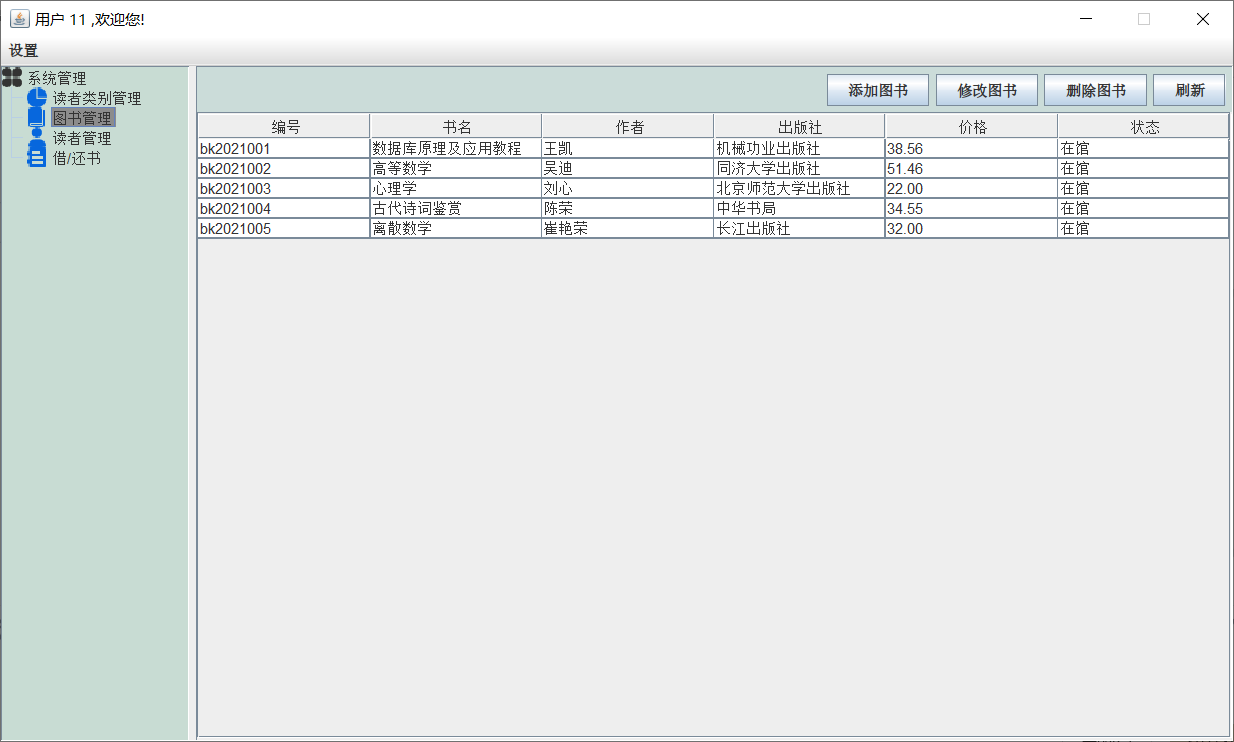 用户 11 ,欢迎您!
设置
系统管理
读者类别管理
图书管理
读者管理
借/还书
添加图书 修改图书 删除图书 刷新
编号 书名 作者 出版社 价格 状态
bk2021001 数据库原理及应用教程 王凯 机械功业出版社 38.56 在馆
bk2021002 高等数学 吴迪 同济大学出版社 51.46 在馆
bk2021003 心理学 刘心 北京师范大学出版社 22.00 在馆
bk2021004 古代诗词鉴赏 陈荣 中华书局 34.55 在馆
bk2021005 离散数学 崔艳荣 长江出版社 32.00 在馆